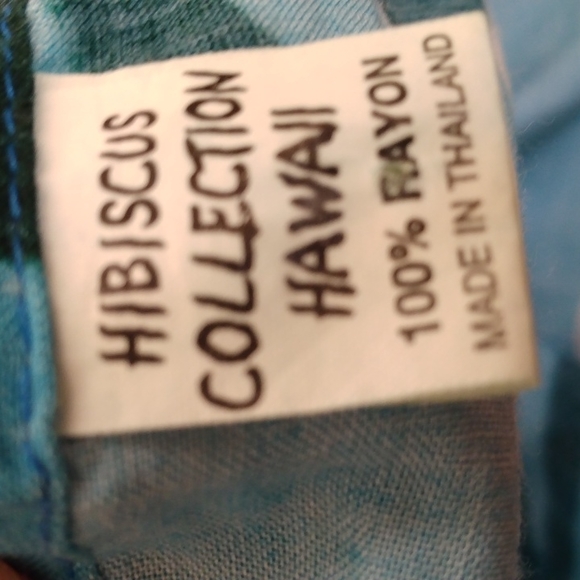 HIBISCUS
COLLECTION
HAWAII
100% RAYON
MADE IN THAILAND